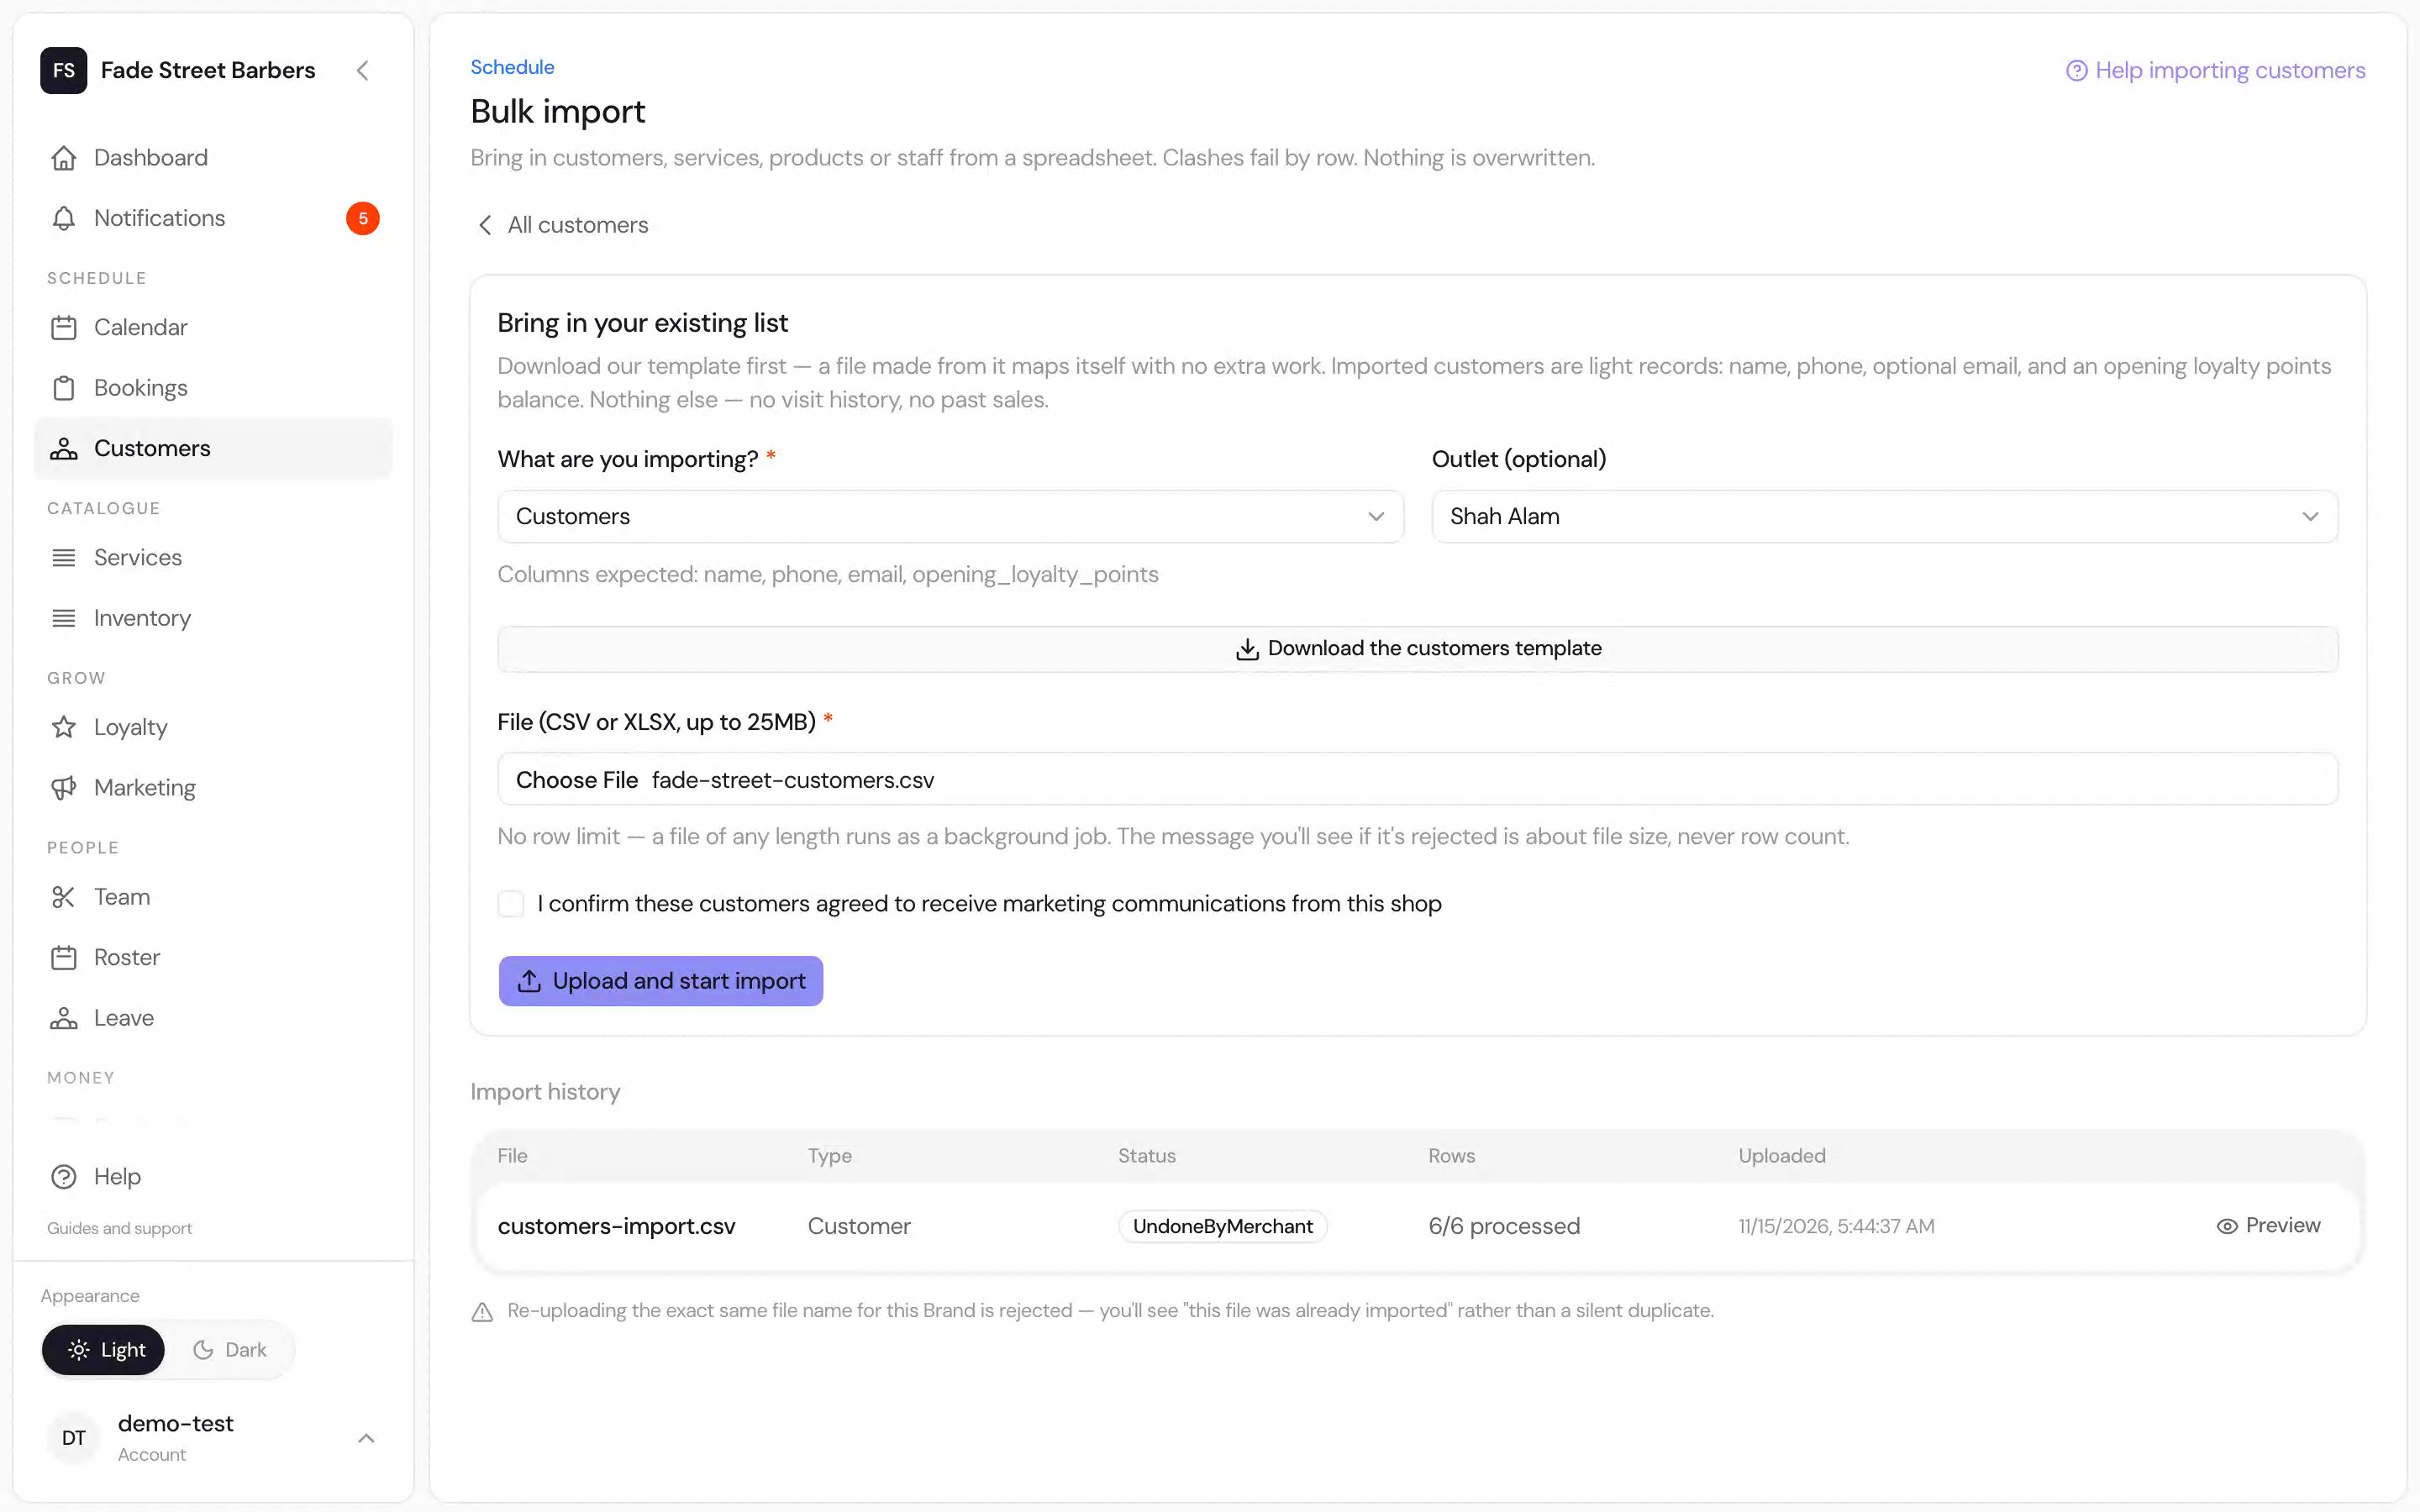 FS Fade Street Barbers
Dashboard
Notifications 5
SCHEDULE
Calendar
Bookings
Customers
CATALOGUE
Services
Inventory
GROW
Loyalty
Marketing
PEOPLE
Team
Roster
Leave
MONEY
Help
Guides and support
Appearance
Light Dark
DT demo-test
Account
Schedule
Help importing customers
Bulk import
Bring in customers, services, products or staff from a spreadsheet. Clashes fail by row. Nothing is overwritten.
All customers
Bring in your existing list
Download our template first — a file made from it maps itself with no extra work. Imported customers are light records: name, phone, optional email, and an opening loyalty points
balance. Nothing else — no visit history, no past sales.
What are you importing? * Outlet (optional)
Customers Shah Alam
Columns expected: name, phone, email, opening_loyalty_points
Download the customers template
File (CSV or XLSX, up to 25MB) *
Choose File fade-street-customers.csv
No row limit — a file of any length runs as a background job. The message you'll see if it's rejected is about file size, never row count.
I confirm these customers agreed to receive marketing communications from this shop
Upload and start import
Import history
File Type Status Rows Uploaded
customers-import.csv Customer UndoneByMerchant 6/6 processed 11/15/2026, 5:44:37 AM Preview
Re-uploading the exact same file name for this Brand is rejected — you'll see "this file was already imported" rather than a silent duplicate.